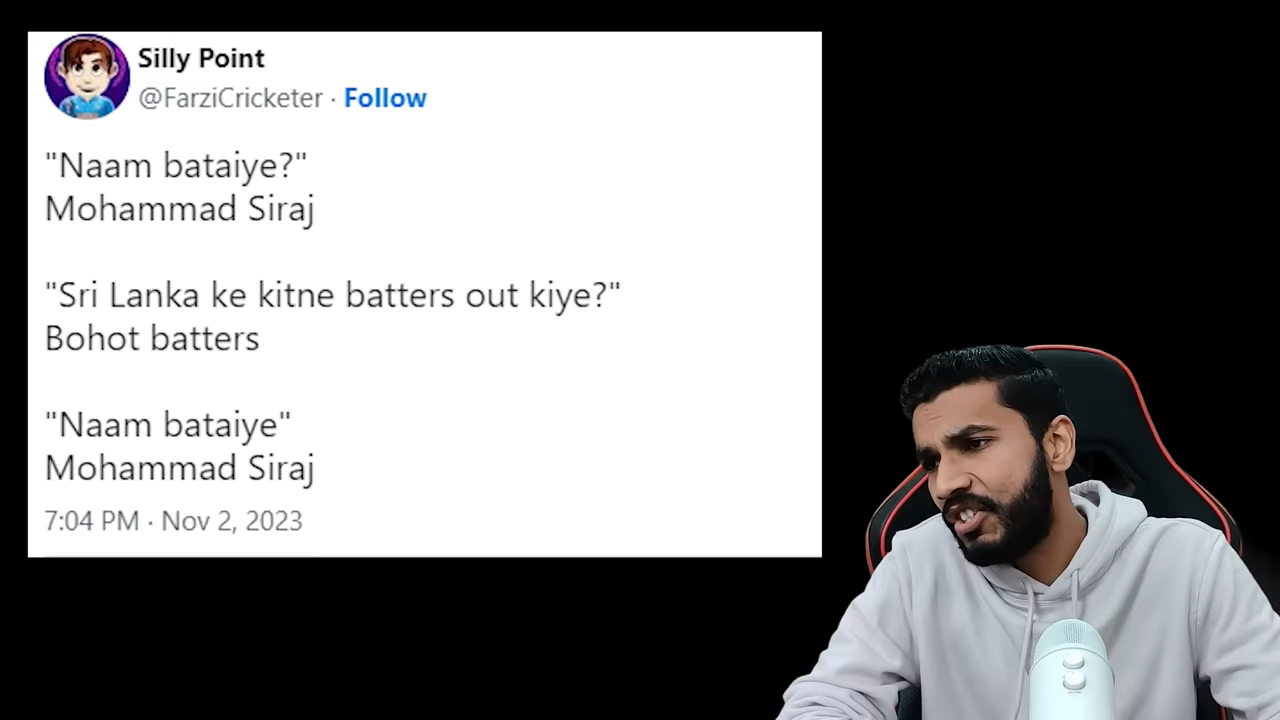 Silly Point
@FarziCricketer · Follow
"Naam bataiye?"
Mohammad Siraj
"Sri Lanka ke kitne batters out kiye?"
Bohot batters
"Naam bataiye"
Mohammad Siraj
7:04 PM · Nov 2, 2023